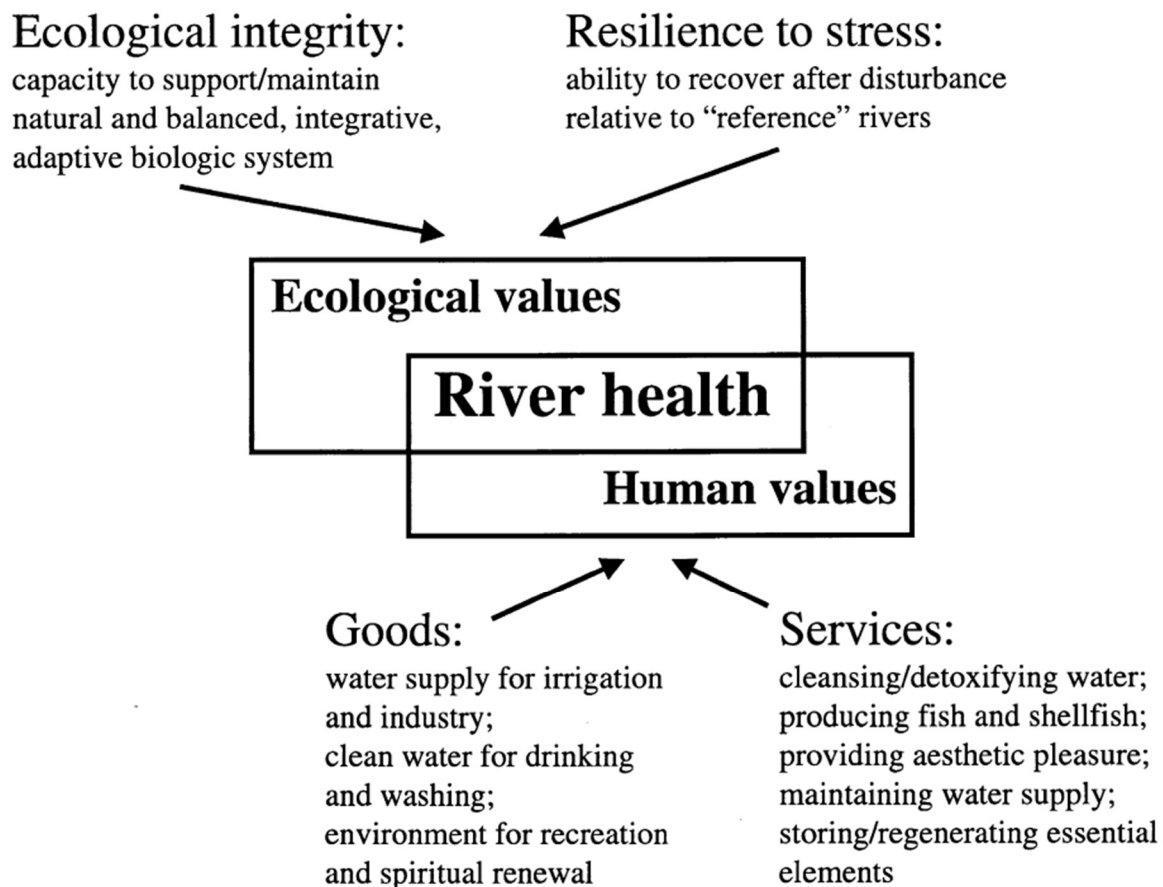 Ecological integrity:
capacity to support/maintain
natural and balanced, integrative,
adaptive biologic system
Resilience to stress:
ability to recover after disturbance
relative to “reference” rivers
Ecological values
River health
Human values
Goods:
water supply for irrigation
and industry;
clean water for drinking
and washing;
environment for recreation
and spiritual renewal
Services:
cleansing/detoxifying water;
producing fish and shellfish;
providing aesthetic pleasure;
maintaining water supply;
storing/regenerating essential
elements